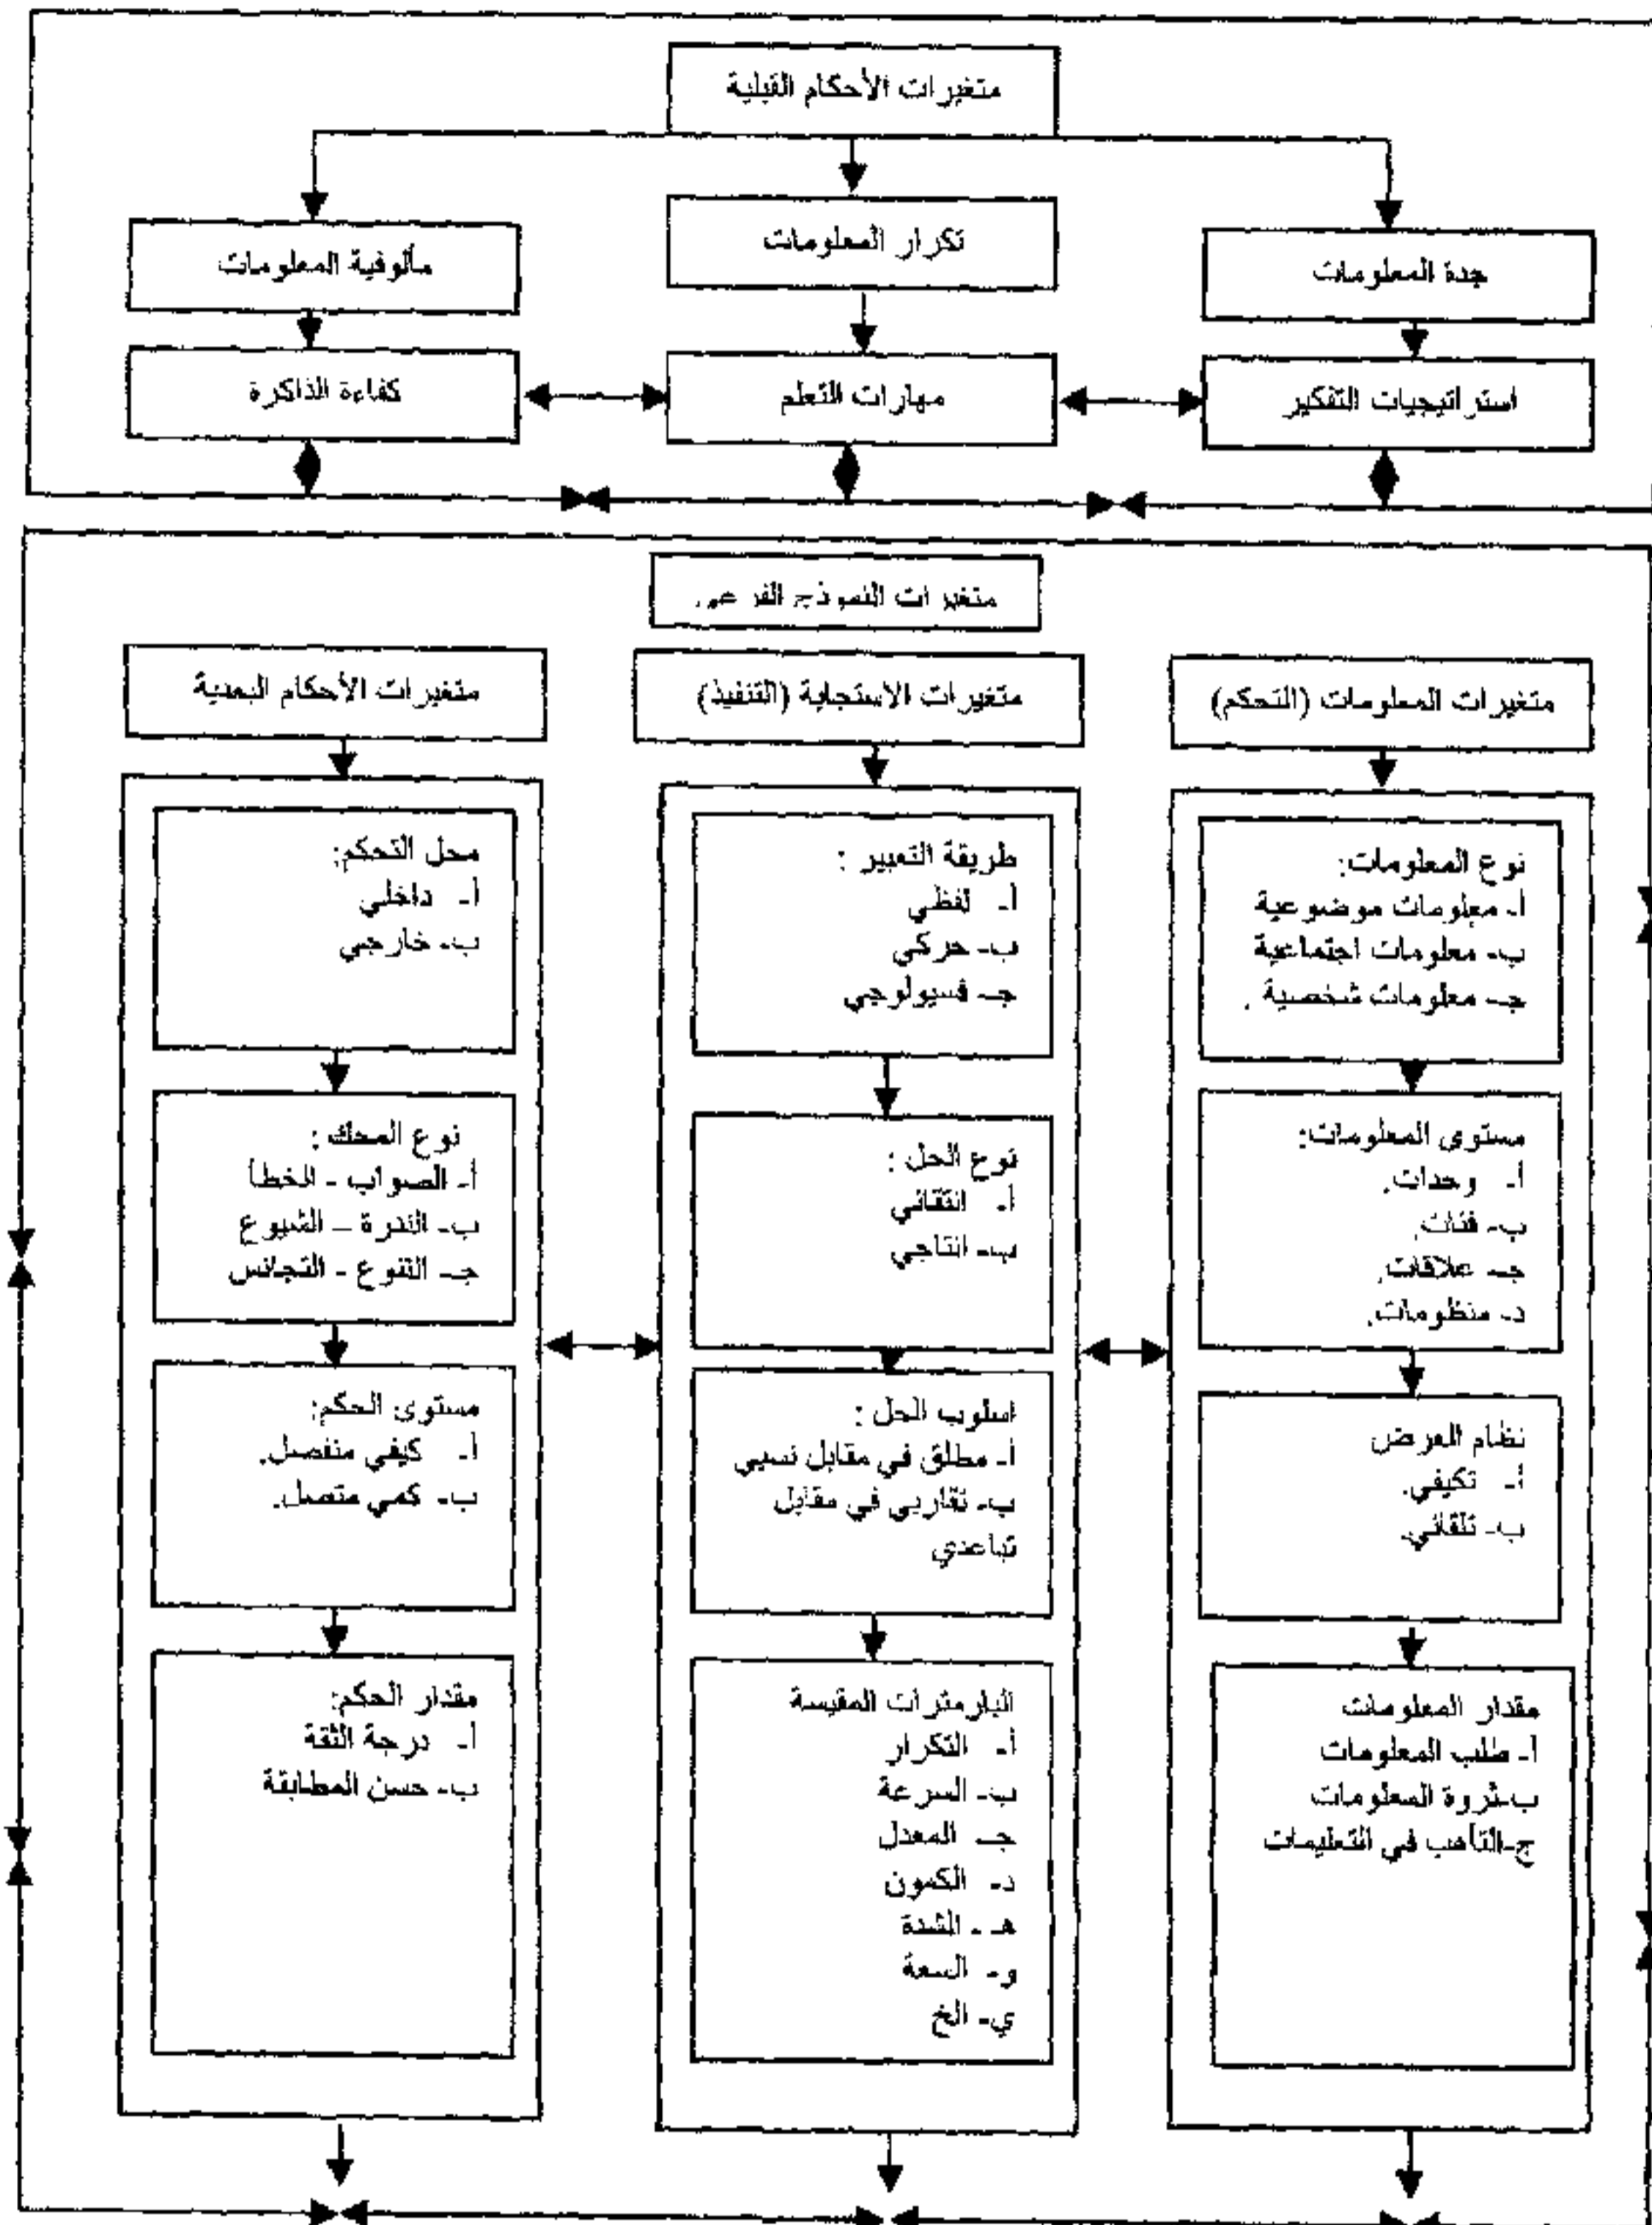 متغيرات الأحكام القبلية
جدة المعلومات
تكرار المعلومات
مألوفية المعلومات
استراتيجيات التفكير
مهارات التعلم
كفاءة الذاكرة
متغيرات النموذج الفرعي
متغيرات المعلومات (التحكم)
نوع المعلومات:
أ- معلومات موضوعية
ب- معلومات اجتماعية
جـ- معلومات شخصية .
مستوى المعلومات:
أ- وحدات.
ب- فئات.
جـ- علاقات.
د- منظومات.
نظام العرض
أ- تكيفي.
ب- تلقائي.
مقدار المعلومات
أ- طلب المعلومات
ب-ثروة المعلومات
ج-التأهب في التعليمات
متغيرات الاستجابة (التنفيذ)
طريقة التعبير :
أ- لفظي
ب- حركي
جـ- فسيولوجي
نوع الحل :
أ- انتقائي
ب- انتاجي
اسلوب الحل :
أ- مطلق في مقابل نسبي
ب- تقاربي في مقابل
تباعدي
البارمترات المقيسة
أ- التكرار
ب- السرعة
جـ- المعدل
د- الكمون
هـ - الشدة
و- السعة
ي- الخ
متغيرات الأحكام البعدية
محل التحكم:
أ- داخلي
ب- خارجي
نوع المحك :
أ- الصواب - الخطأ
ب- الندرة – الشيوع
جـ- التنوع - التجانس
مستوى الحكم:
أ- كيفي منفصل.
ب- كمي متصل.
مقدار الحكم:
أ- درجة الثقة
ب- حسن المطابقة